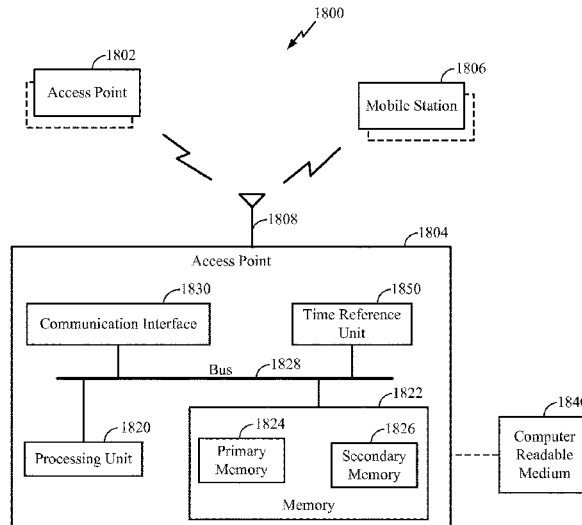 1800
1802
Access Point
1806
Mobile Station
1808
1804
Access Point
1830
Communication Interface
1850
Time Reference
Unit
Bus
1828
1822
1820
Processing Unit
1824
Primary
Memory
1826
Secondary
Memory
Memory
1840
Computer
Readable
Medium